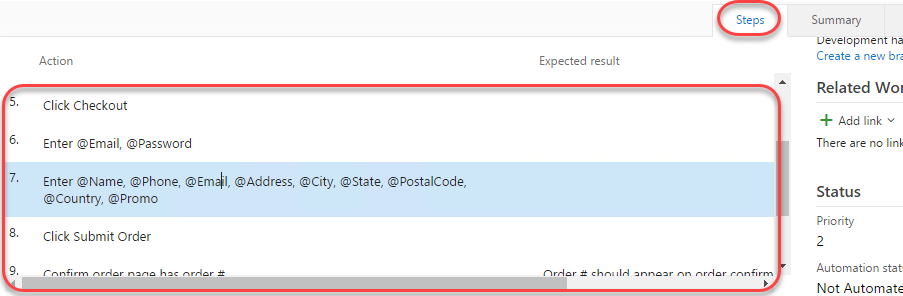 Steps Summary
Development ha
Action Expected result
Create a new bra
Related Wor
5. Click Checkout
Add link
6. Enter @Email, @Password
There are no link
7. Enter @Name, @Phone, @Email, @Address, @City, @State, @PostalCode,
@Country, @Promo
Status
Priority
8. Click Submit Order
2
9. Confirm order page has order # Order # should appear on order confirm
Automation stat
Not Automate